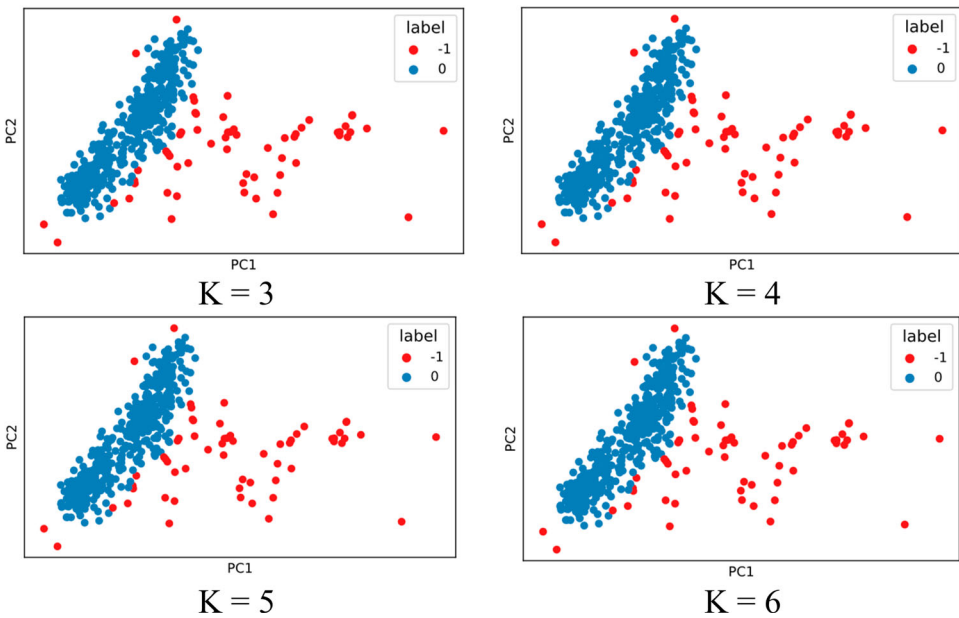 label
-1
0
PC2
PC1
K = 3
label
-1
0
PC2
PC1
K = 4
label
-1
0
PC2
PC1
K = 5
label
-1
0
PC2
PC1
K = 6